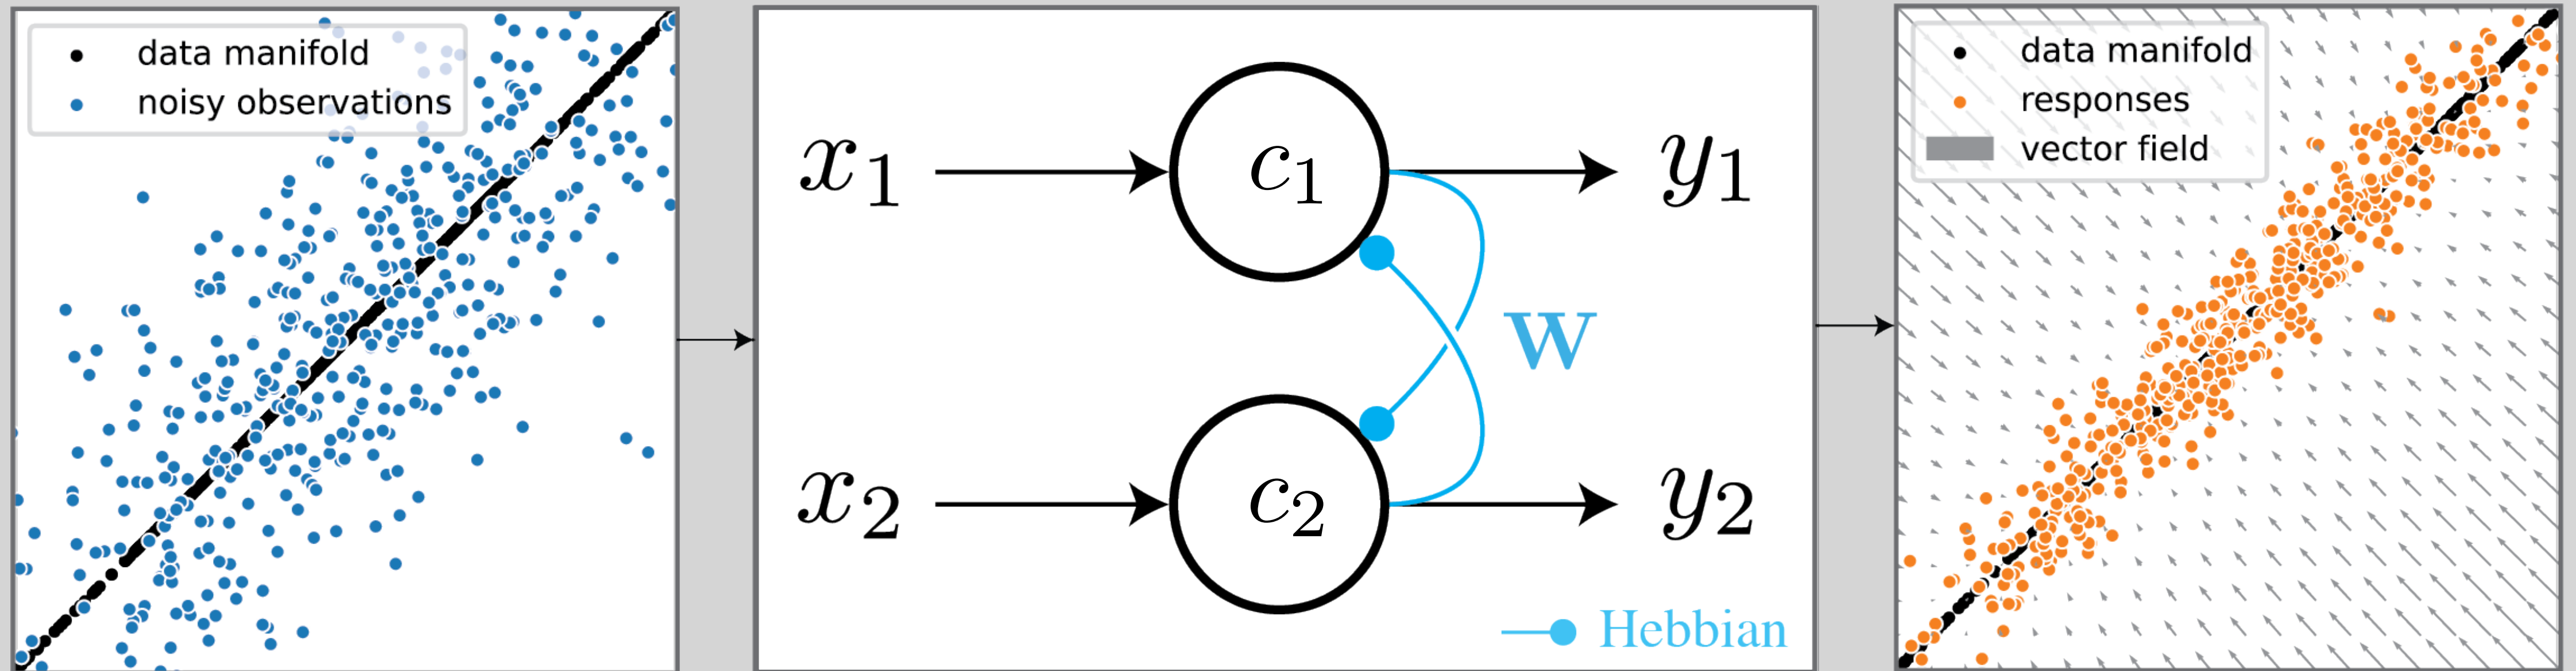 data manifold
noisy observations
x1
c1
y1
W
x2
c2
y2
Hebbian
data manifold
responses
vector field